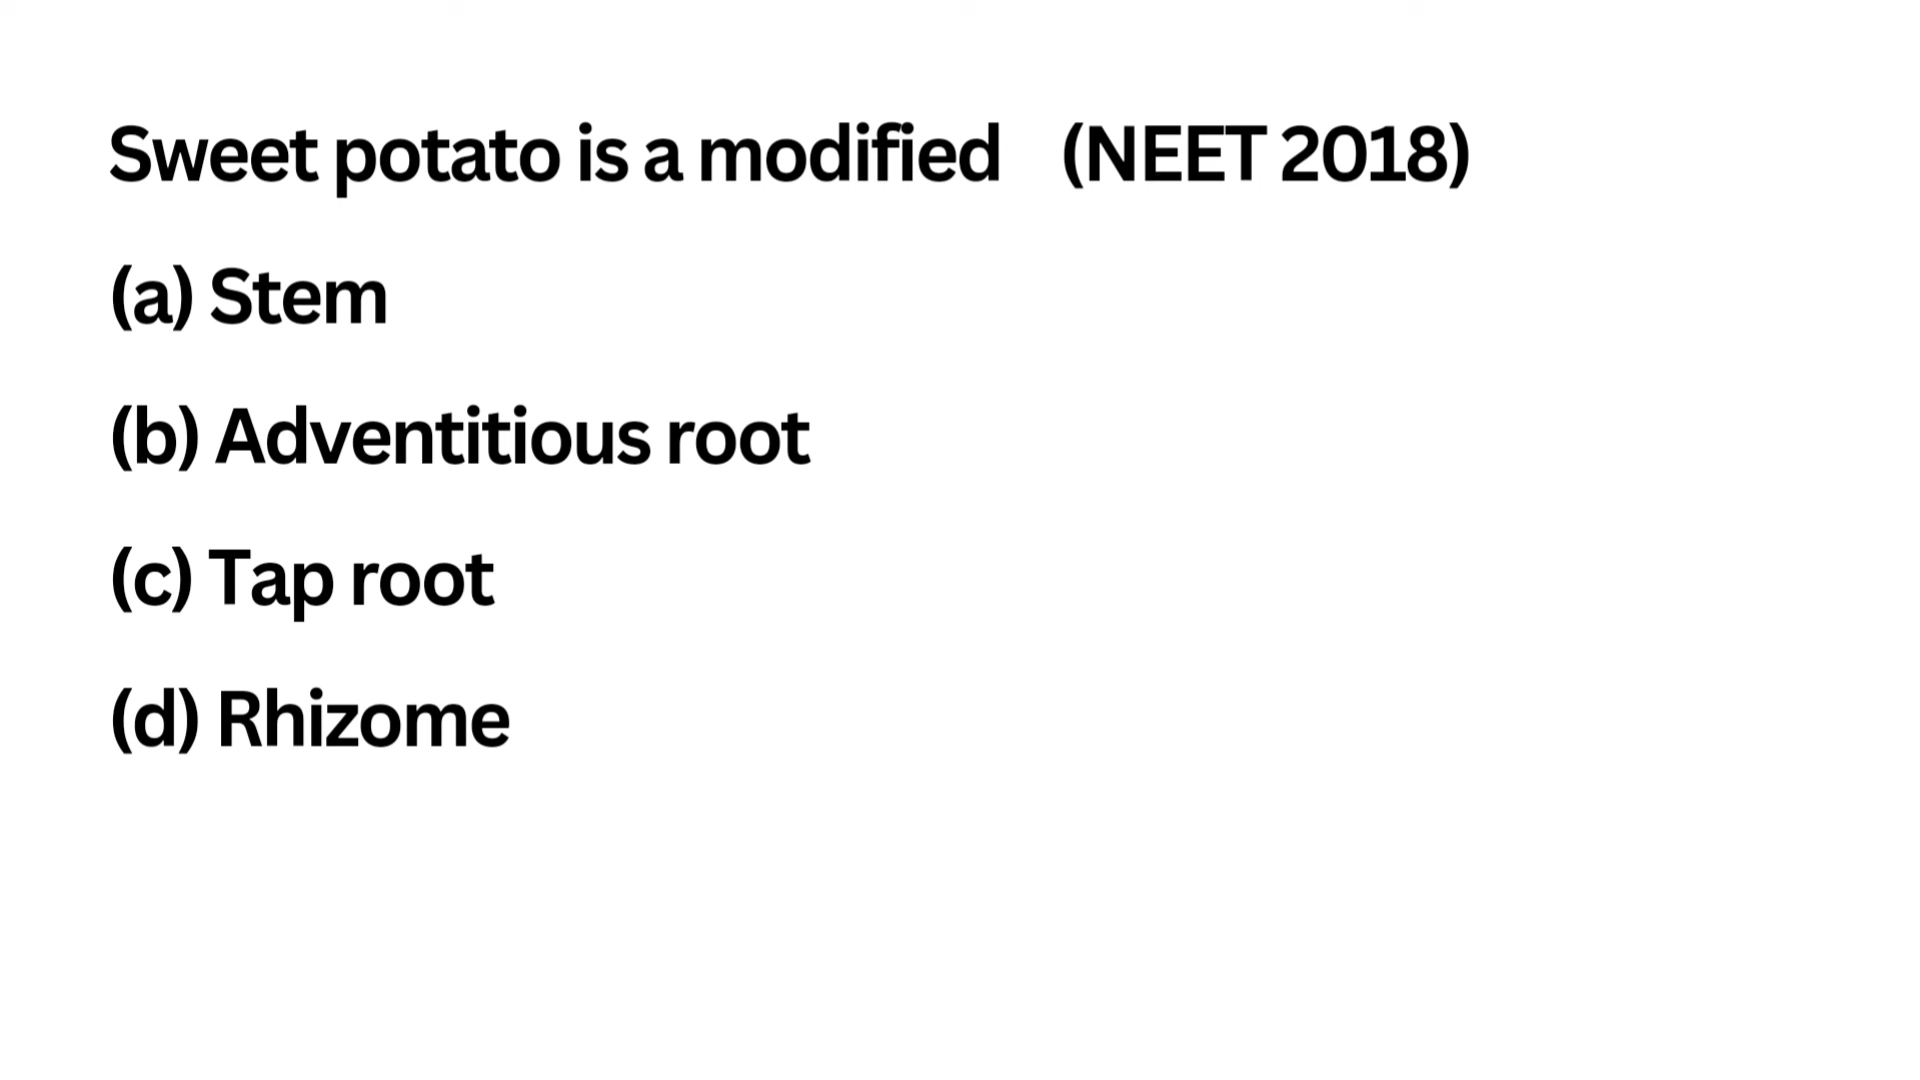 Sweet potato is a modified (NEET 2018)
(a) Stem
(b) Adventitious root
(c) Tap root
(d) Rhizome